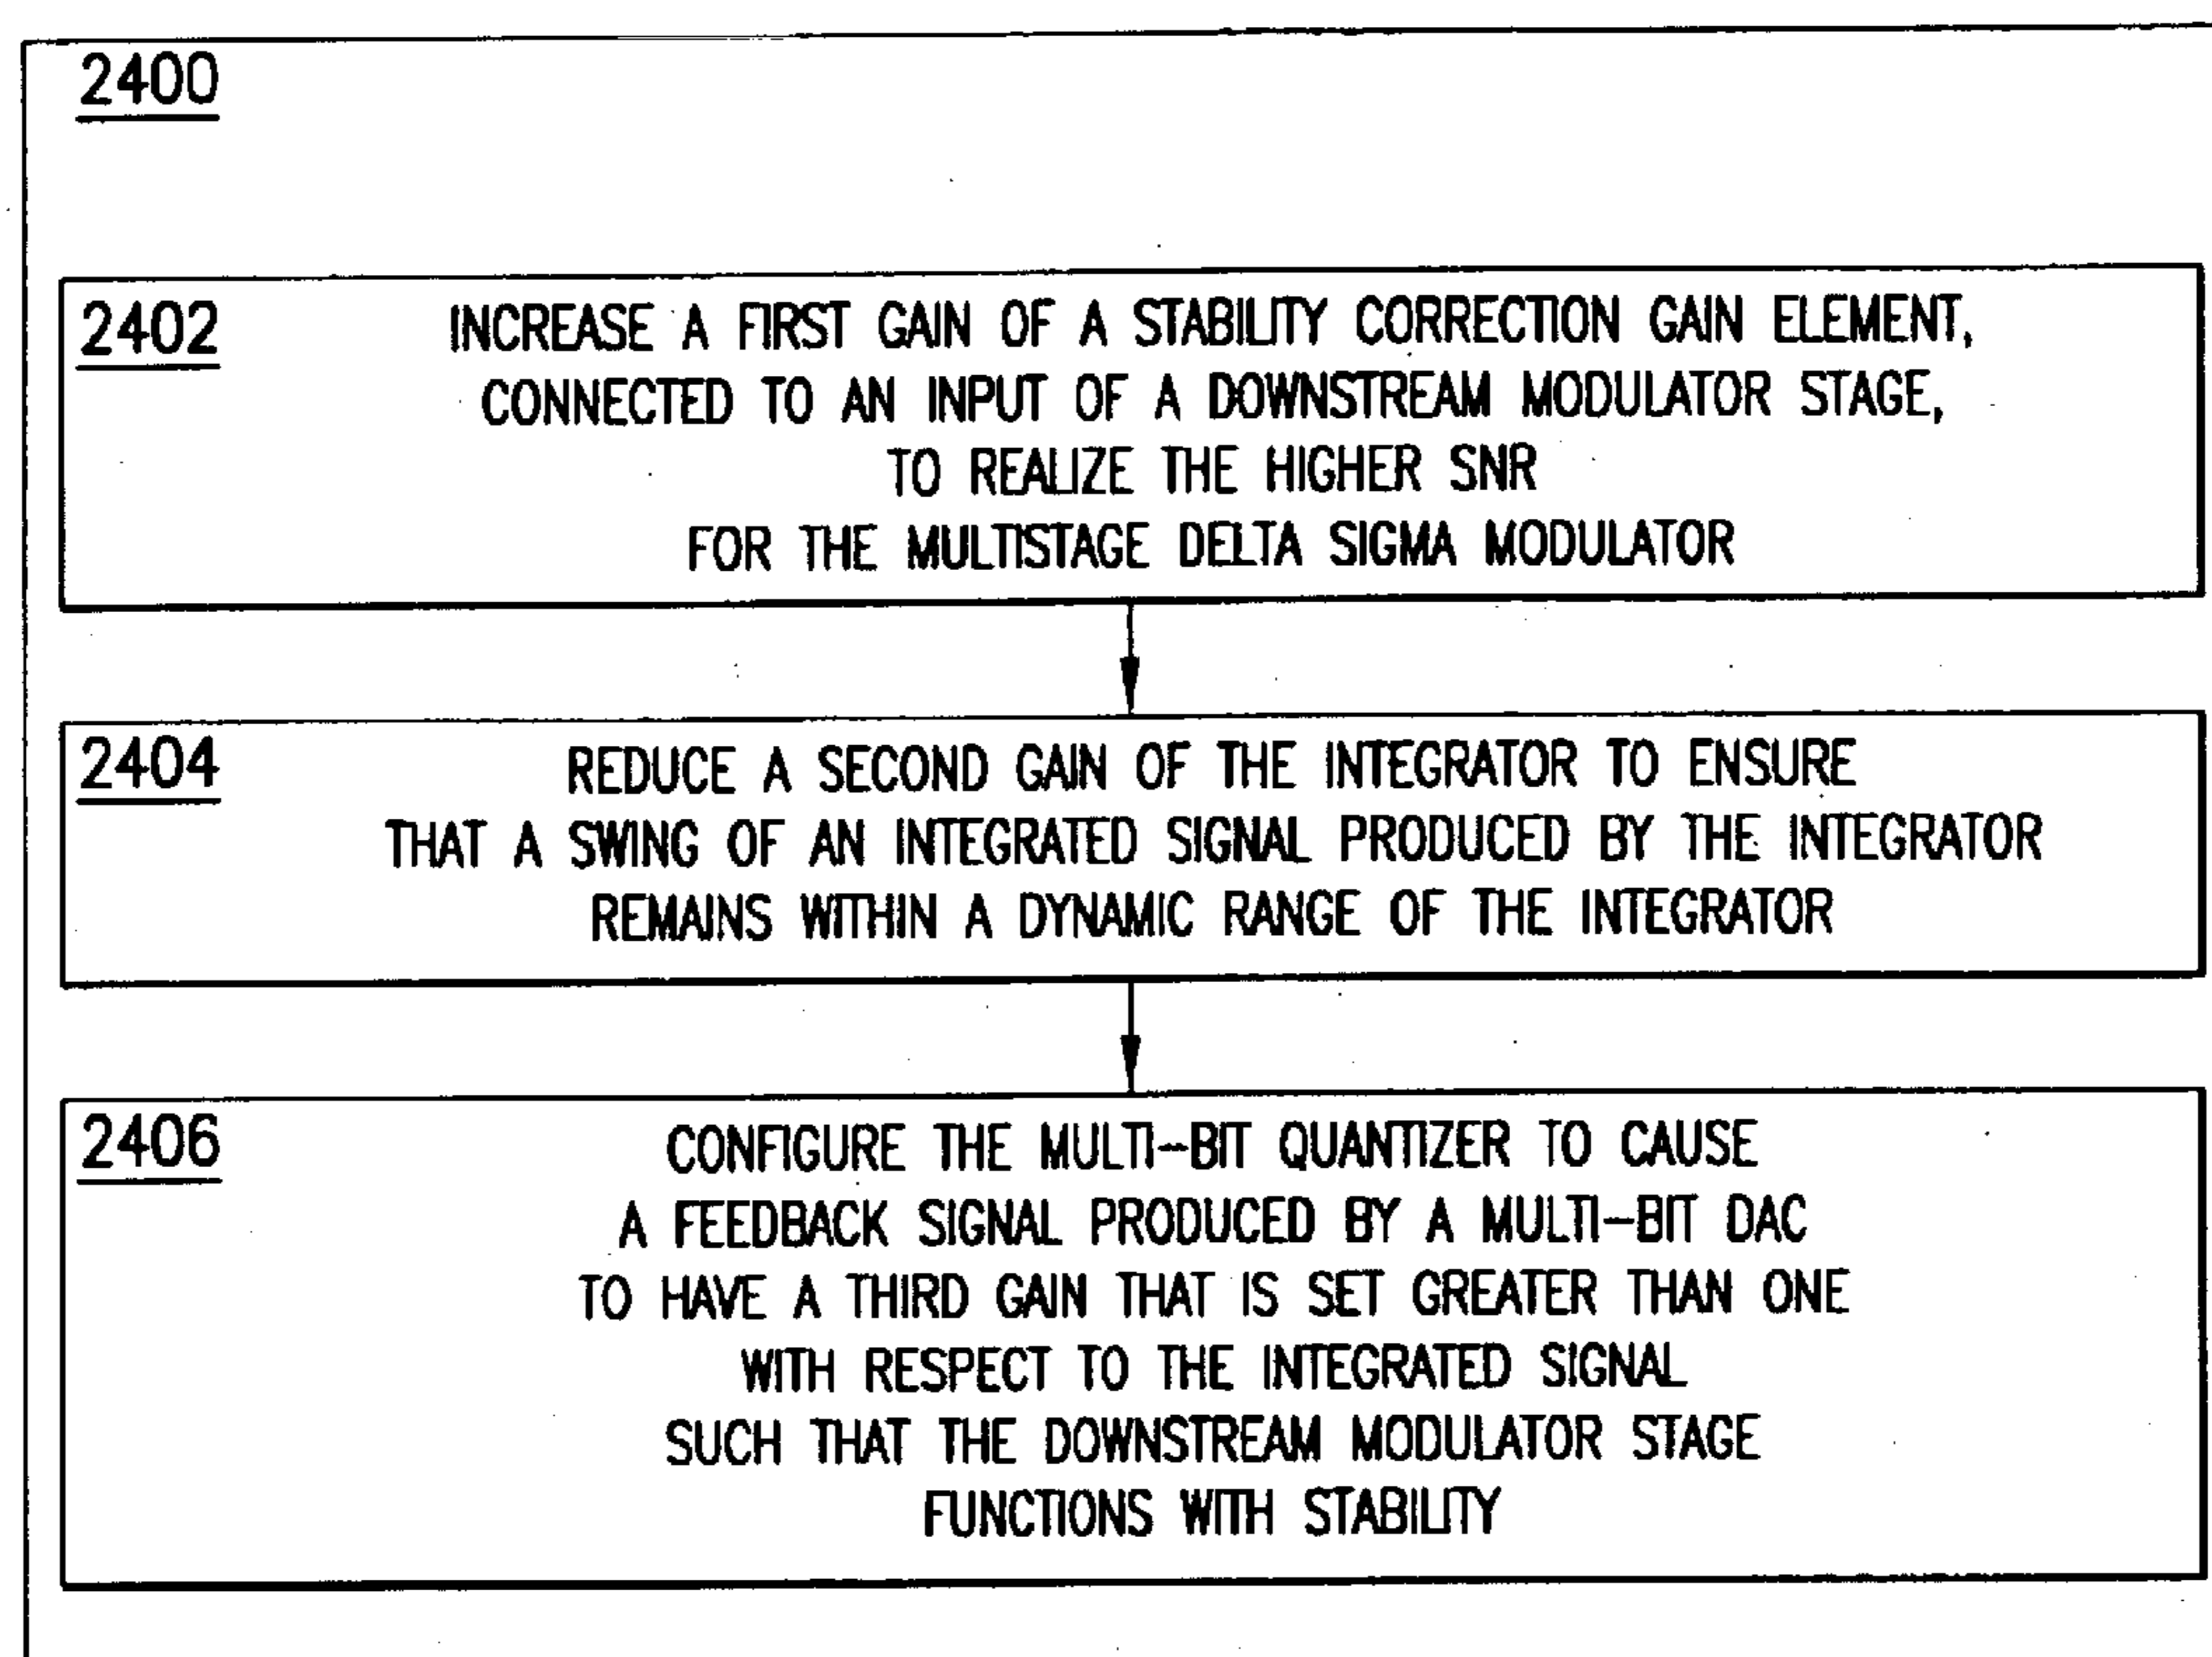 2400
2402
INCREASE A FIRST GAIN OF A STABILITY CORRECTION GAIN ELEMENT,
CONNECTED TO AN INPUT OF A DOWNSTREAM MODULATOR STAGE,
TO REALIZE THE HIGHER SNR
FOR THE MULTISTAGE DELTA SIGMA MODULATOR
2404
REDUCE A SECOND GAIN OF THE INTEGRATOR TO ENSURE
THAT A SWING OF AN INTEGRATED SIGNAL PRODUCED BY THE INTEGRATOR
REMAINS WITHIN A DYNAMIC RANGE OF THE INTEGRATOR
2406
CONFIGURE THE MULTI-BIT QUANTIZER TO CAUSE
A FEEDBACK SIGNAL PRODUCED BY A MULTI-BIT DAC
TO HAVE A THIRD GAIN THAT IS SET GREATER THAN ONE
WITH RESPECT TO THE INTEGRATED SIGNAL
SUCH THAT THE DOWNSTREAM MODULATOR STAGE
FUNCTIONS WITH STABILITY